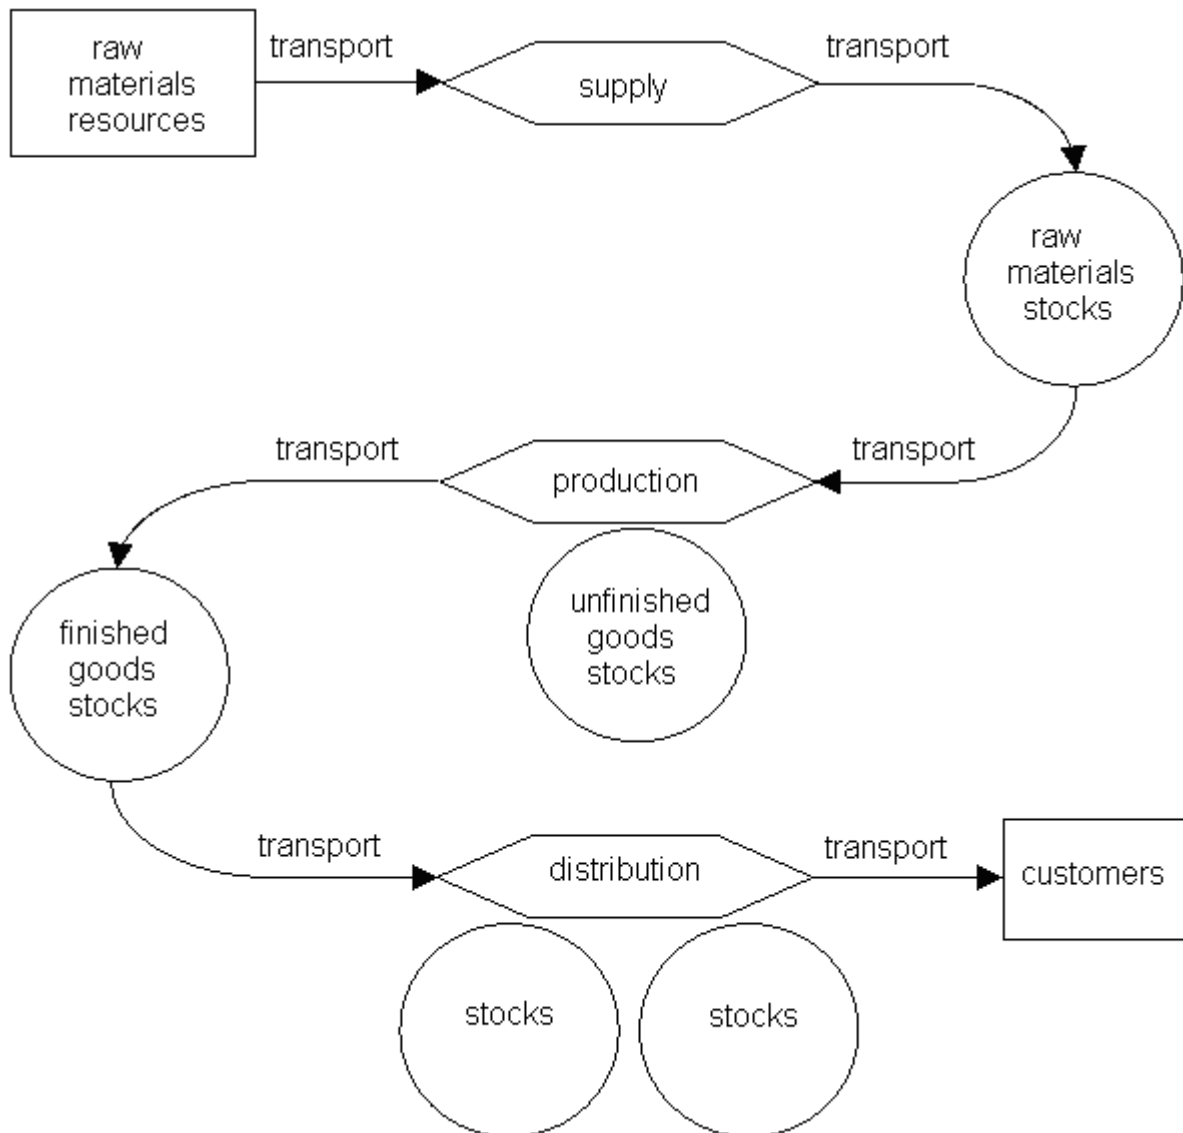 raw
materials
resources
transport
supply
transport
raw
materials
stocks
transport
production
transport
unfinished
goods
stocks
finished
goods
stocks
transport
distribution
transport
customers
stocks
stocks